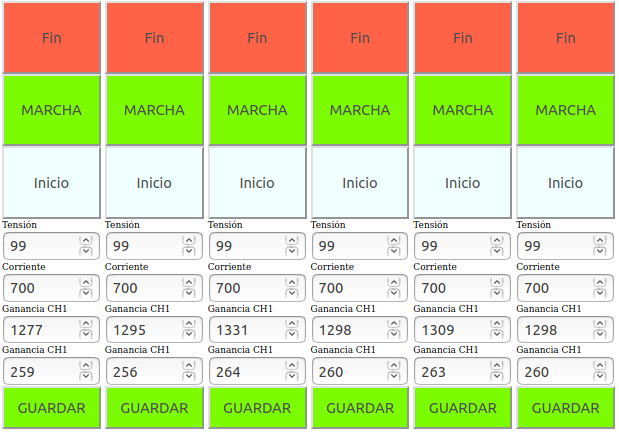 Fin Fin Fin Fin Fin Fin
MARCHA MARCHA MARCHA MARCHA MARCHA MARCHA
Inicio Inicio Inicio Inicio Inicio Inicio
Tensión Tensión Tensión Tensión Tensión Tensión
99 99 99 99 99 99
Corriente Corriente Corriente Corriente Corriente Corriente
700 700 700 700 700 700
Ganancia CH1 Ganancia CH1 Ganancia CH1 Ganancia CH1 Ganancia CH1 Ganancia CH1
1277 1295 1331 1298 1309 1298
Ganancia CH1 Ganancia CH1 Ganancia CH1 Ganancia CH1 Ganancia CH1 Ganancia CH1
259 256 264 260 263 260
GUARDAR GUARDAR GUARDAR GUARDAR GUARDAR GUARDAR